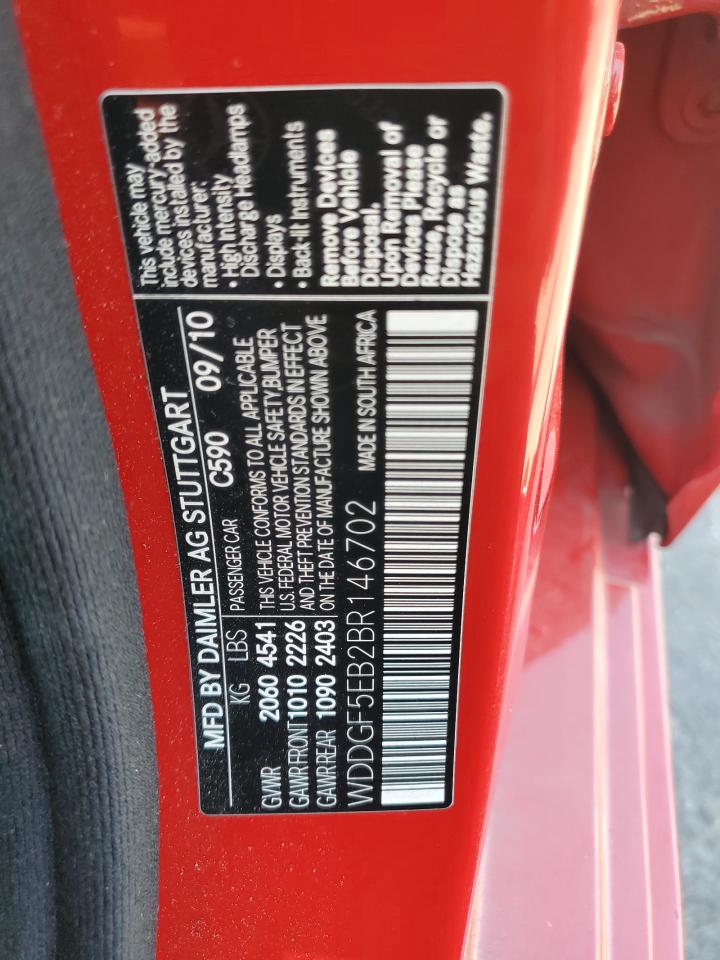 MFD BY DAIMLER AG STUTTGART 09/10
KG LBS PASSENGER CAR C590
GVWR 2060 4541
GAWR FRONT 1010 2226
GAWR REAR 1090 2403
THIS VEHICLE CONFORMS TO ALL APPLICABLE
U.S. FEDERAL MOTOR VEHICLE SAFETY, BUMPER
AND THEFT PREVENTION STANDARDS IN EFFECT
ON THE DATE OF MANUFACTURE SHOWN ABOVE
WDDGF5EB2BR146702 MADE IN SOUTH AFRICA
This vehicle may
include mercury-added
devices installed by the
manufacturer:
• High Intensity
Discharge Headlamps
• Displays
• Back-lit Instruments
Remove Devices
Before Vehicle
Disposal.
Upon Removal of
Devices Please
Reuse, Recycle or
Dispose as
Hazardous Waste.